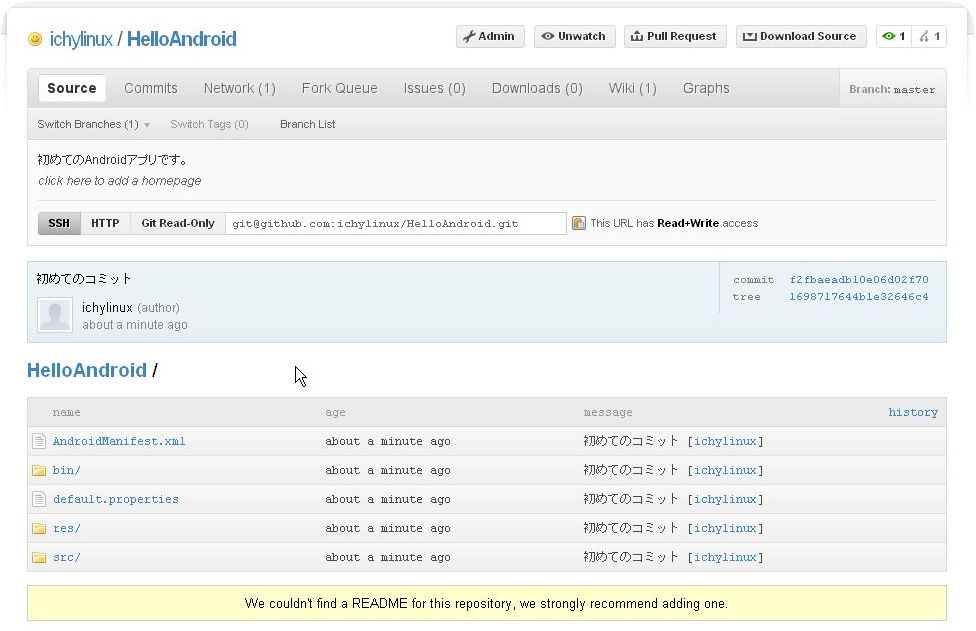 ichylinux / HelloAndroid
Admin Unwatch Pull Request Download Source 1 1
Source Commits Network (1) Fork Queue Issues (0) Downloads (0) Wiki (1) Graphs Branch: master
Switch Branches (1) Switch Tags (0) Branch List
初めてのAndroidアプリです。
click here to add a homepage
SSH HTTP Git Read-Only git@github.com:ichylinux/HelloAndroid.git This URL has Read+Write access
初めてのコミット
ichylinux (author)
about a minute ago
commit f2fbaeadb10e06d02f70
tree 1698717644b1e32646c4
HelloAndroid /
name age message history
AndroidManifest.xml about a minute ago 初めてのコミット [ichylinux]
bin/ about a minute ago 初めてのコミット [ichylinux]
default.properties about a minute ago 初めてのコミット [ichylinux]
res/ about a minute ago 初めてのコミット [ichylinux]
src/ about a minute ago 初めてのコミット [ichylinux]
We couldn't find a README for this repository, we strongly recommend adding one.